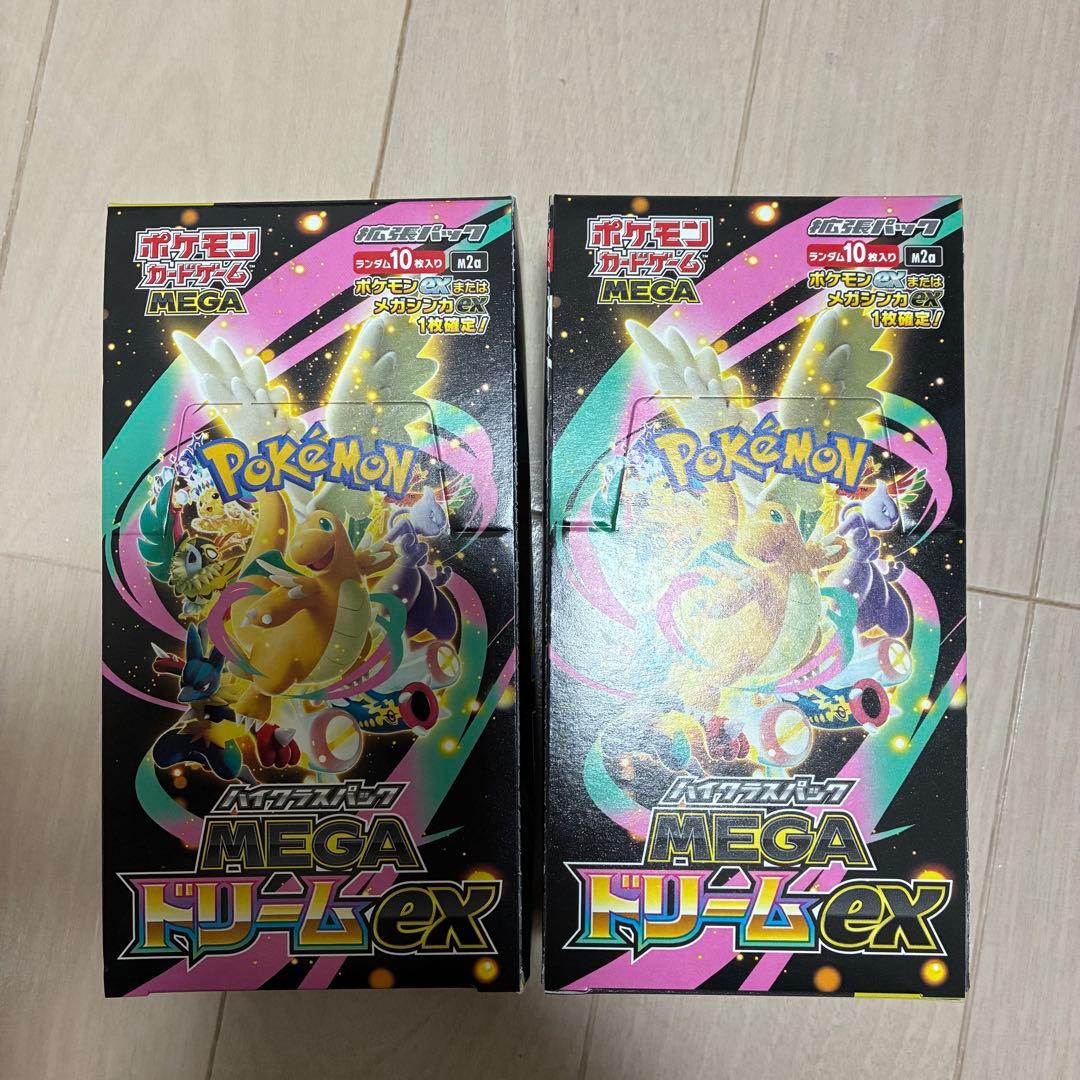 ポケモン
カードゲーム
MEGA
拡張パック
ランダム10枚入り M2a
ポケモンexまたは
メガシンカex
1枚確定!
POKÉMON
ハイクラスパック
MEGA
ドリームex
ポケモン
カードゲーム
MEGA
拡張パック
ランダム10枚入り M2a
ポケモンexまたは
メガシンカex
1枚確定!
POKÉMON
ハイクラスパック
MEGA
ドリームex